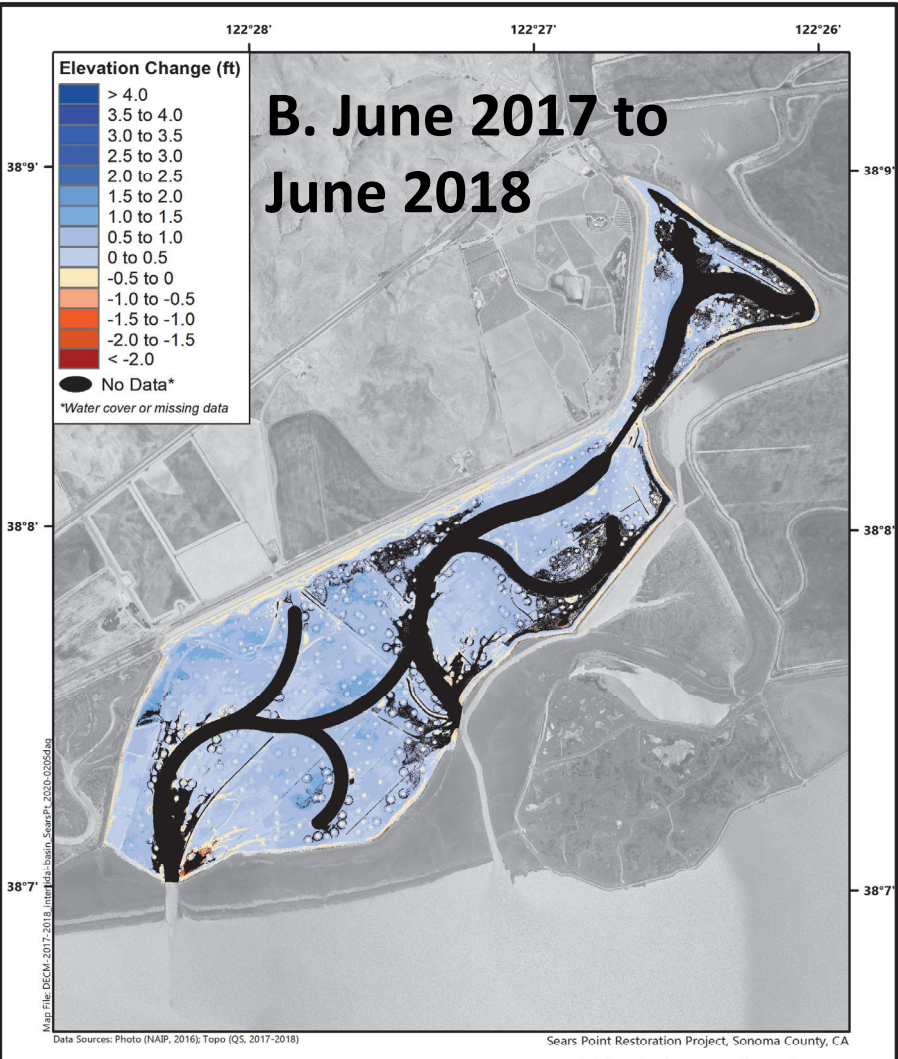 122°28'
122°27'
122°26'
Elevation Change (ft)
> 4.0
3.5 to 4.0
3.0 to 3.5
2.5 to 3.0
2.0 to 2.5
1.5 to 2.0
1.0 to 1.5
0.5 to 1.0
0 to 0.5
-0.5 to 0
-1.0 to -0.5
-1.5 to -1.0
-2.0 to -1.5
< -2.0
No Data*
*Water cover or missing data
B. June 2017 to
June 2018
38°9'
38°9'
38°8'
38°8'
38°7'
38°7'
Map File: DECM-2017-2018_intertidal-basin_SearsPt_2020-0205daq
Data Sources: Photo (NAIP, 2016); Topo (QS, 2017-2018)
Sears Point Restoration Project, Sonoma County, CA